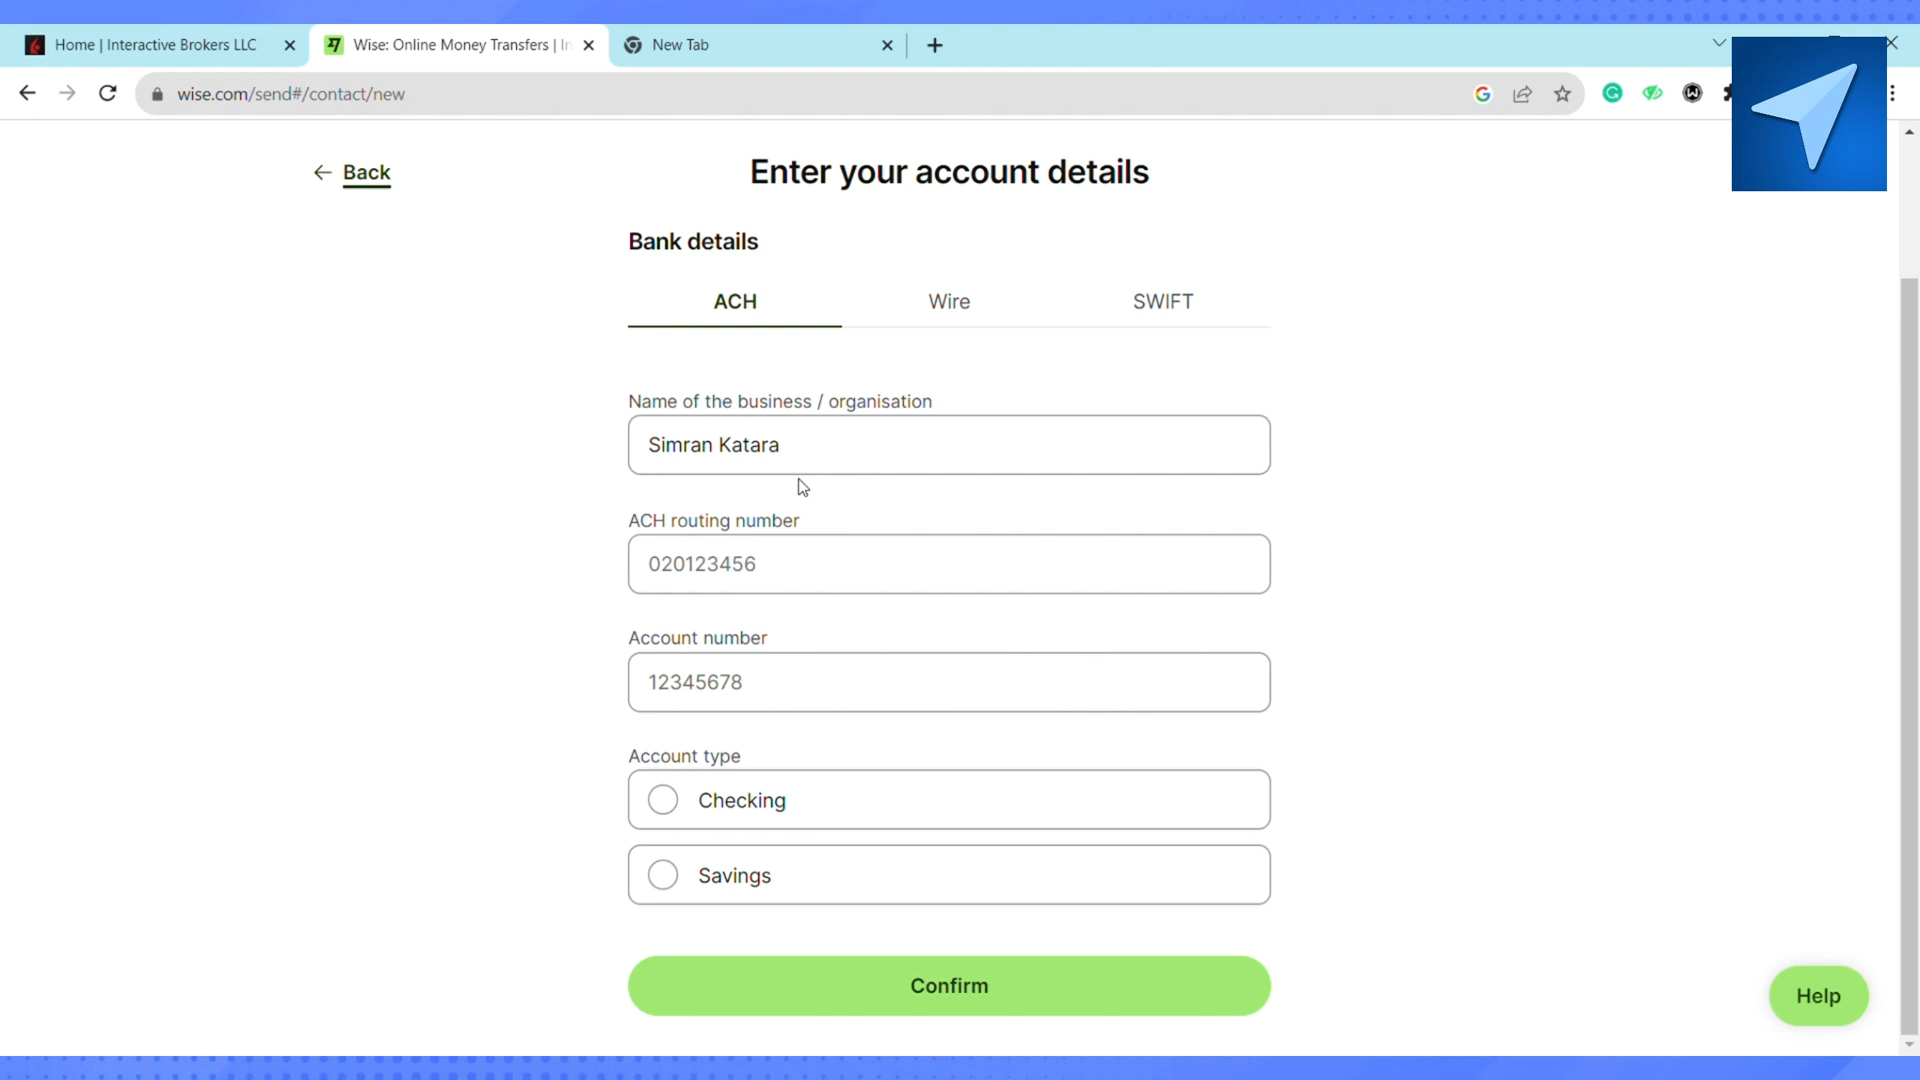 Home | Interactive Brokers LLC
Wise: Online Money Transfers | In
New Tab
wise.com/send#/contact/new
Back
Enter your account details
Bank details
ACH
Wire
SWIFT
Name of the business / organisation
Simran Katara
ACH routing number
020123456
Account number
12345678
Account type
Checking
Savings
Confirm
Help